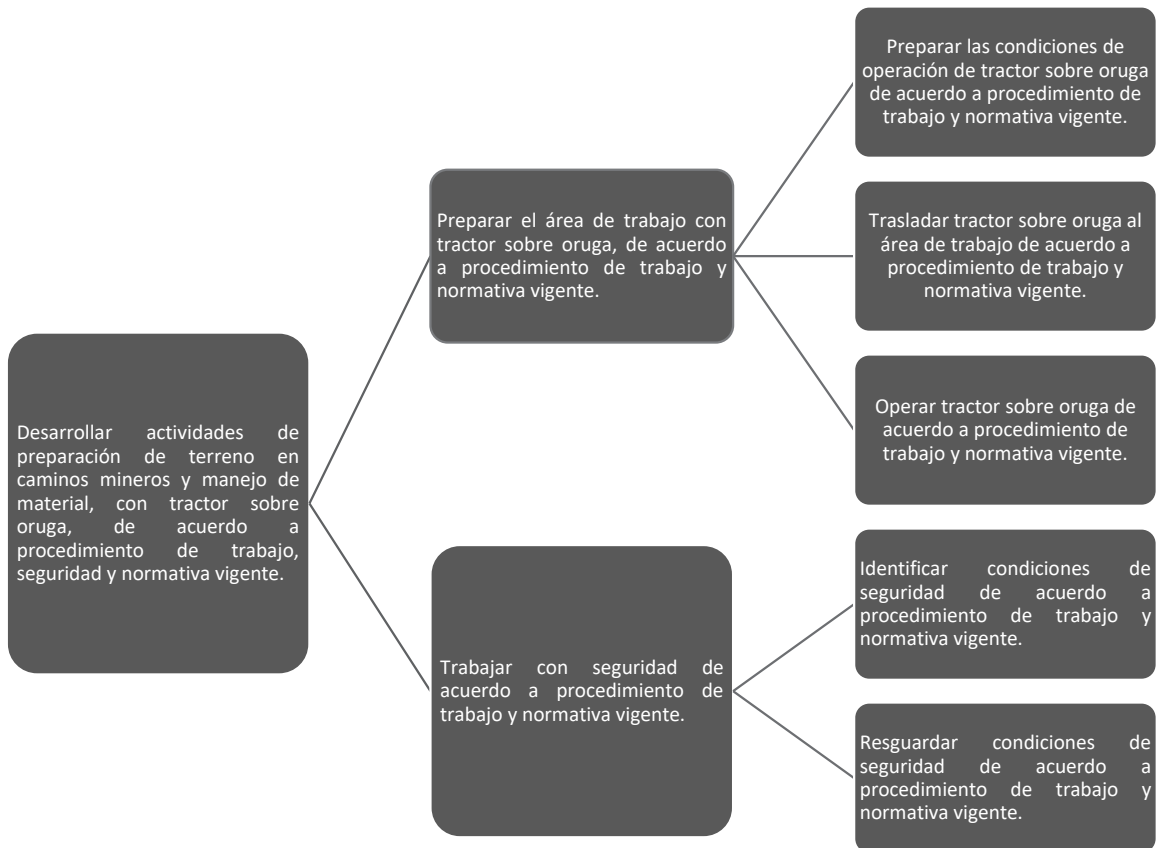 Desarrollar actividades de
preparación de terreno en
caminos mineros y manejo de
material, con tractor sobre
oruga, de acuerdo a
procedimiento de trabajo,
seguridad y normativa vigente.
Preparar el área de trabajo con
tractor sobre oruga, de acuerdo
a procedimiento de trabajo y
normativa vigente.
Preparar las condiciones de
operación de tractor sobre oruga
de acuerdo a procedimiento de
trabajo y normativa vigente.
Trasladar tractor sobre oruga al
área de trabajo de acuerdo a
procedimiento de trabajo y
normativa vigente.
Operar tractor sobre oruga de
acuerdo a procedimiento de
trabajo y normativa vigente.
Trabajar con seguridad de
acuerdo a procedimiento de
trabajo y normativa vigente.
Identificar condiciones de
seguridad de acuerdo a
procedimiento de trabajo y
normativa vigente.
Resguardar condiciones de
seguridad de acuerdo a
procedimiento de trabajo y
normativa vigente.